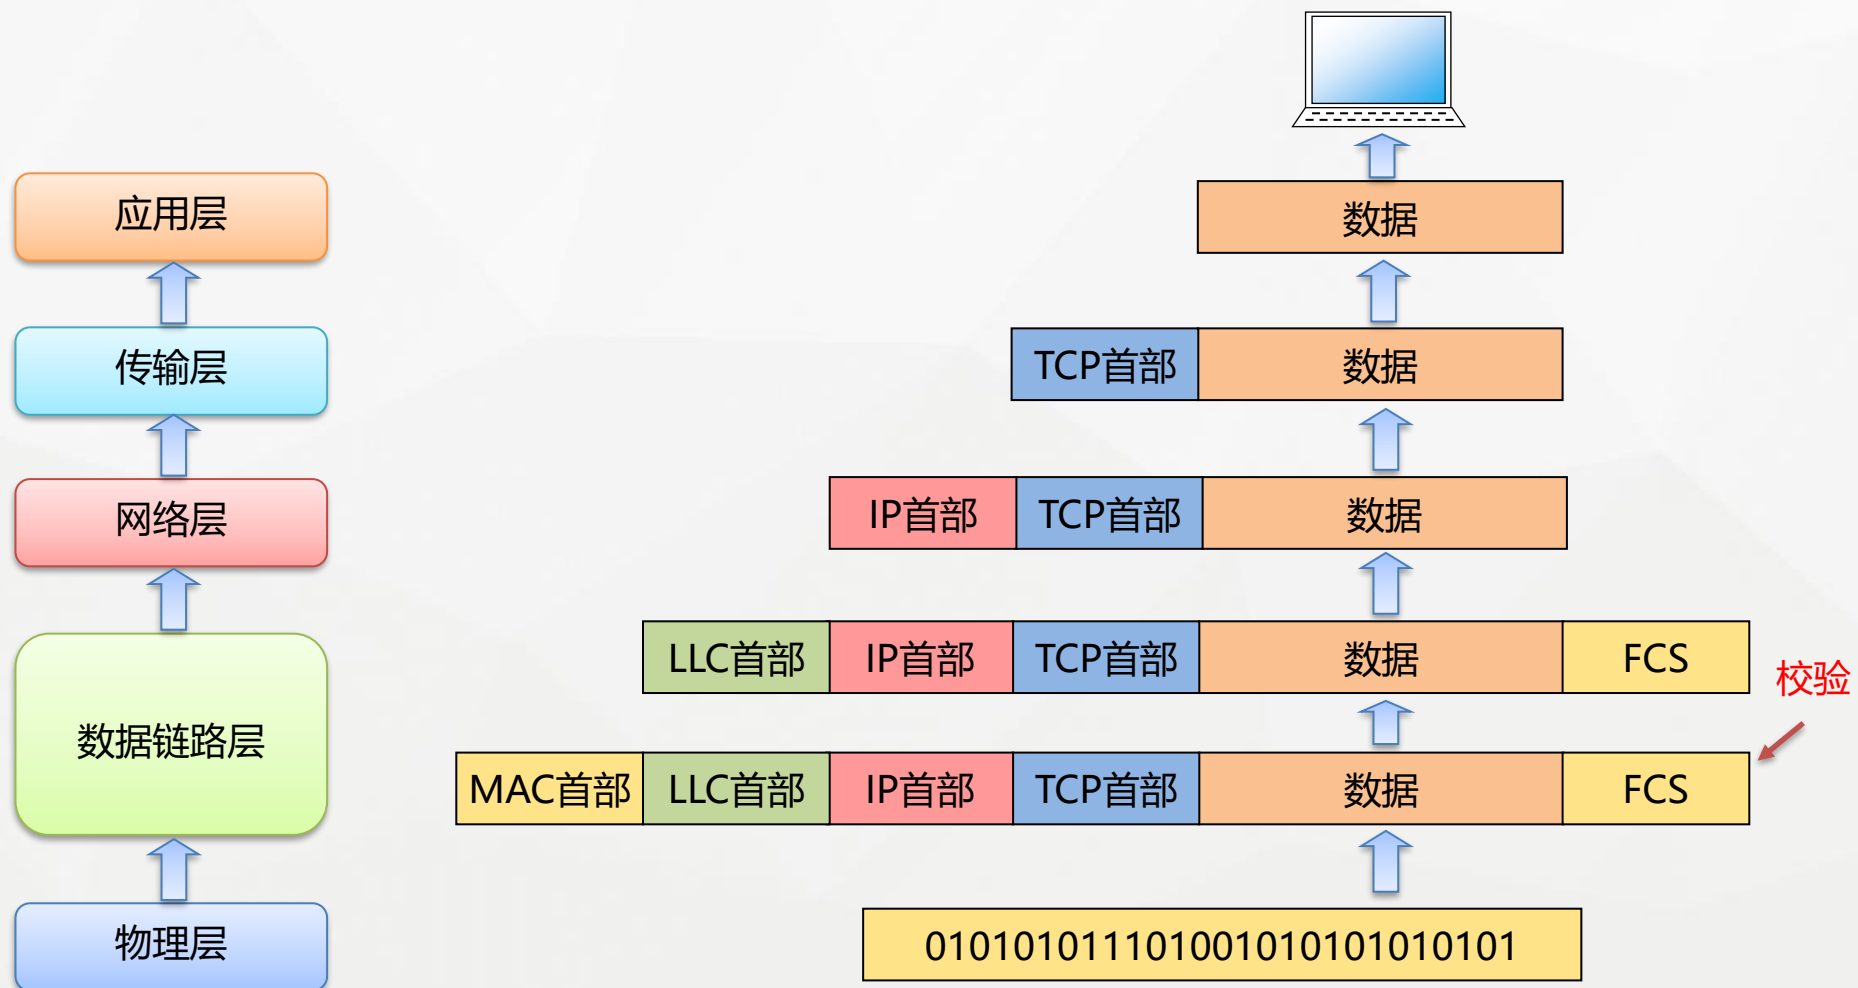 应用层
数据
传输层
TCP首部 数据
网络层
IP首部 TCP首部 数据
LLC首部 IP首部 TCP首部 数据 FCS
校验
数据链路层
MAC首部 LLC首部 IP首部 TCP首部 数据 FCS
物理层
0101010111010010101010101010101